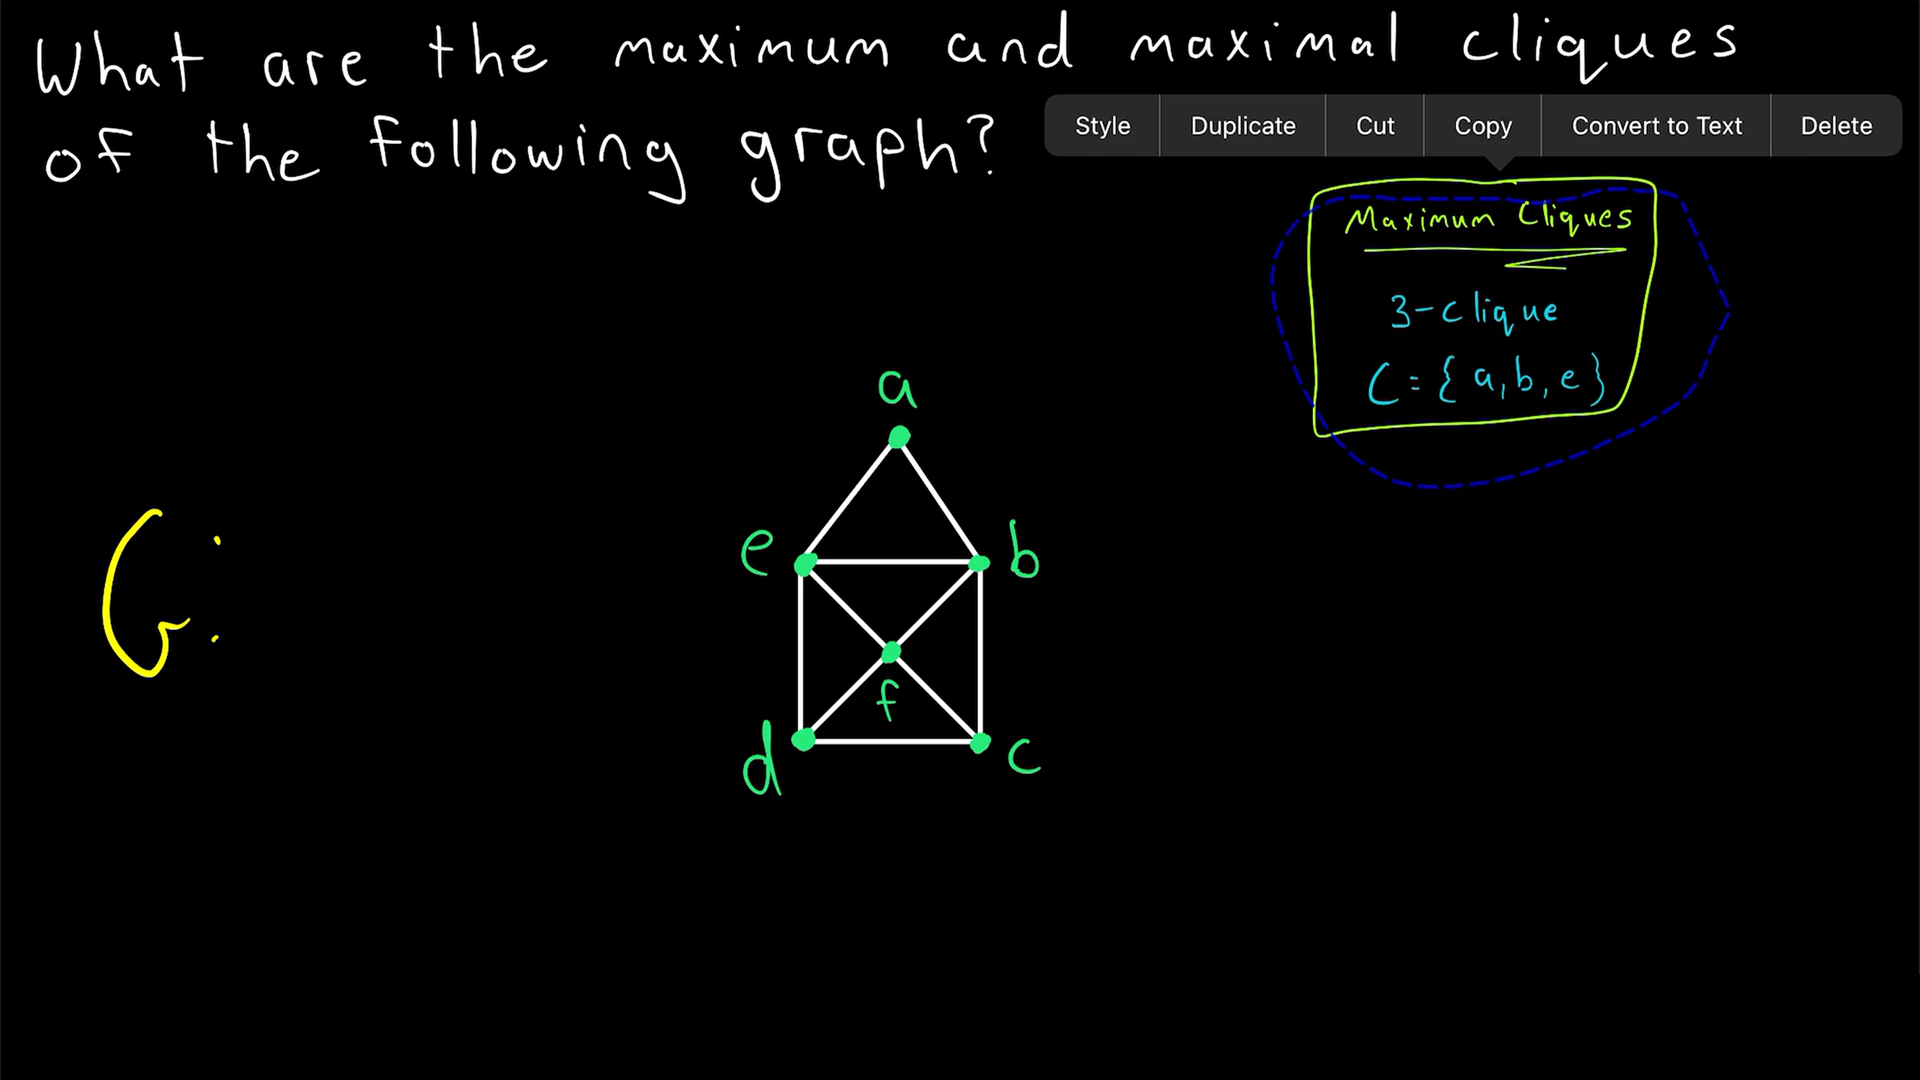 What are the maximum and maximal cliques
of the following graph?
Style Duplicate Cut Copy Convert to Text Delete
Maximum Cliques
3-clique
C = { a, b, e }
a
e b
G:
f
d c